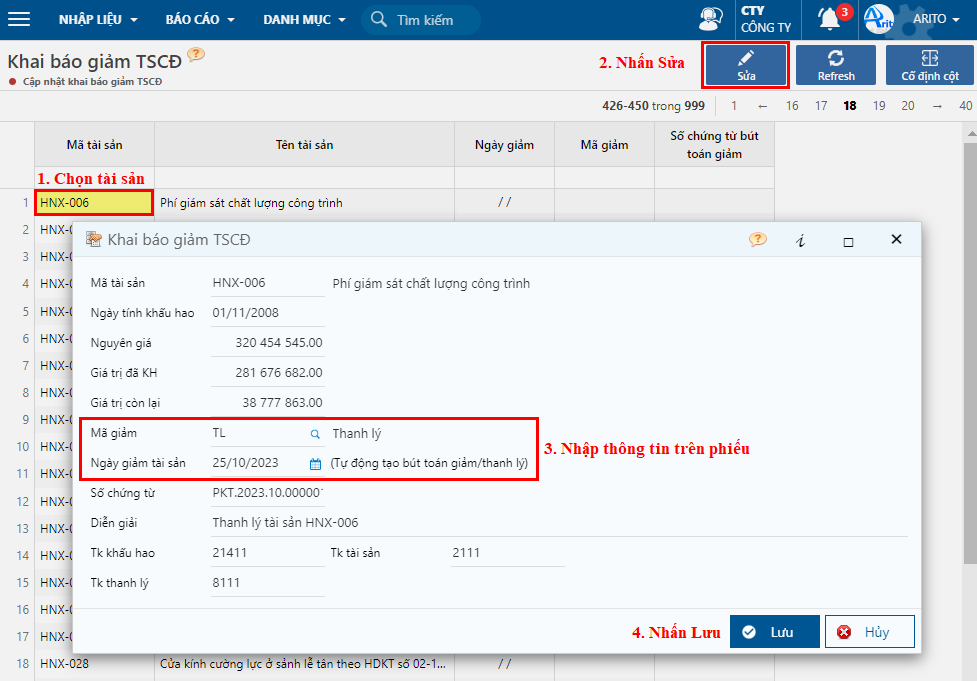 NHẬP LIỆU BÁO CÁO DANH MỤC Tìm kiếm CTY CÔNG TY 3 Arit ARITO
Khai báo giảm TSCĐ ?
Cập nhật khai báo giảm TSCĐ
2. Nhấn Sửa
Sửa Refresh Cố định cột
426-450 trong 999 1 ← 16 17 18 19 20 → 40
Mã tài sản Tên tài sản Ngày giảm Mã giảm Số chứng từ bút toán giảm
1. Chọn tài sản
1 HNX-006 Phí giám sát chất lượng công trình / /
2 HNX-0
3 HNX-0
4 HNX-0
5 HNX-0
6 HNX-0
7 HNX-0
8 HNX-0
9 HNX-0
10 HNX-0
11 HNX-0
12 HNX-0
13 HNX-0
14 HNX-0
15 HNX-0
16 HNX-0
17 HNX-0
18 HNX-028 Cửa kính cường lực ở sảnh lễ tân theo HDKT số 02-1... / /
Khai báo giảm TSCĐ ? i
Mã tài sản HNX-006 Phí giám sát chất lượng công trình
Ngày tính khấu hao 01/11/2008
Nguyên giá 320 454 545.00
Giá trị đã KH 281 676 682.00
Giá trị còn lại 38 777 863.00
Mã giảm TL Thanh lý
Ngày giảm tài sản 25/10/2023 (Tự động tạo bút toán giảm/thanh lý)
3. Nhập thông tin trên phiếu
Số chứng từ PKT.2023.10.00000
Diễn giải Thanh lý tài sản HNX-006
Tk khấu hao 21411 Tk tài sản 2111
Tk thanh lý 8111
4. Nhấn Lưu
Lưu Hủy